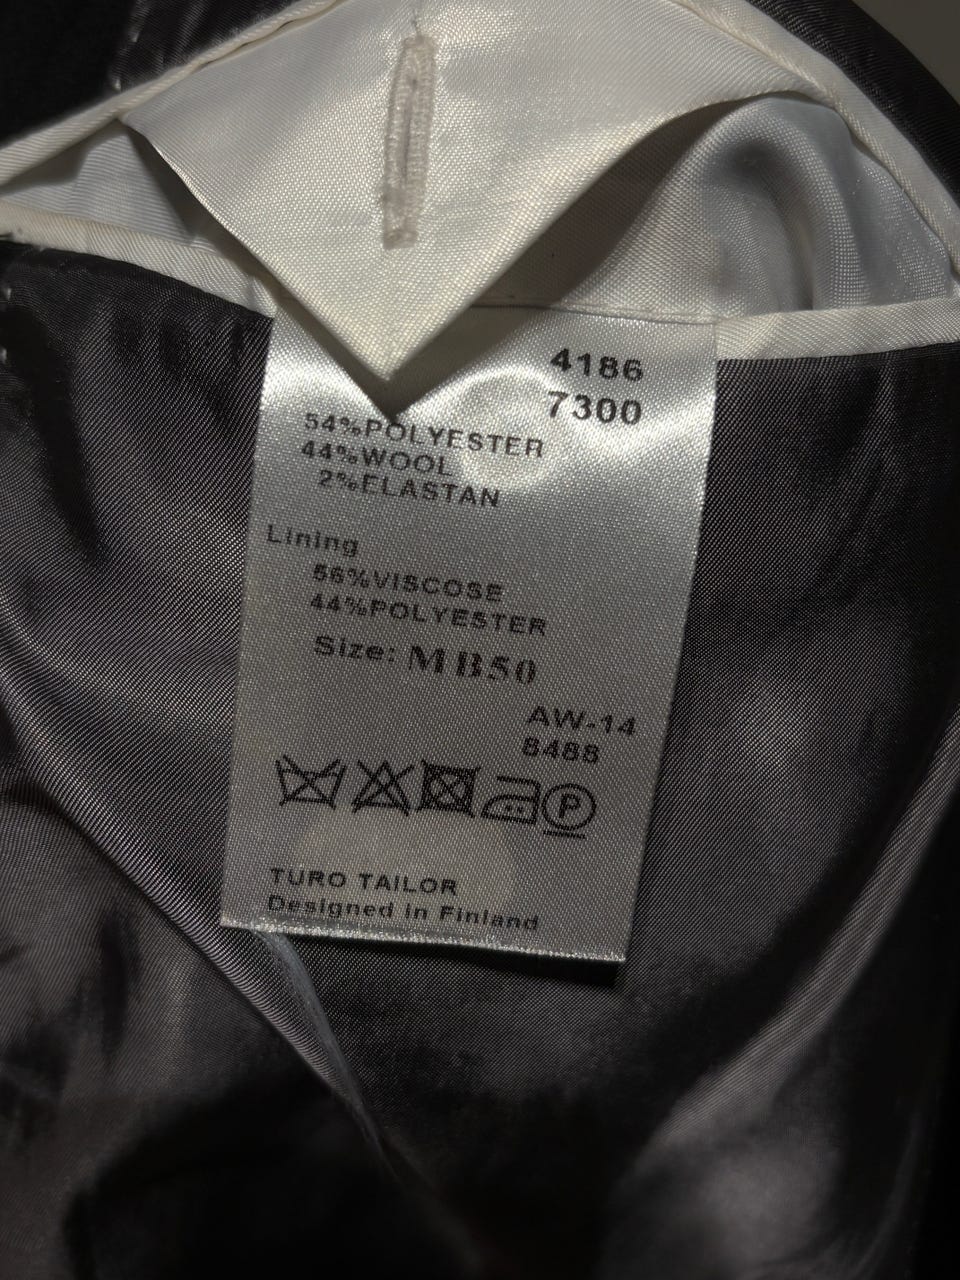 4186
7300
54%POLYESTER
44%WOOL
2%ELASTAN
Lining
56%VISCOSE
44%POLYESTER
Size: MB50
AW-14
8488
P
TURO TAILOR
Designed in Finland